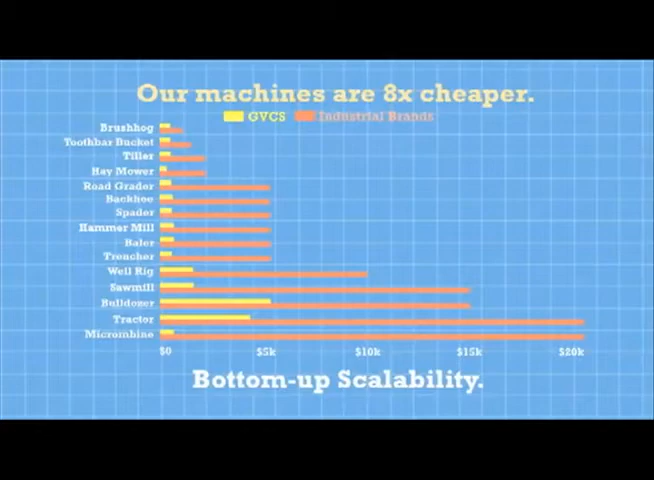 Our machines are 8x cheaper.
GVCS Industrial Brands
Brushhog
Toothbar Bucket
Tiller
Hay Mower
Road Grader
Backhoe
Spader
Hammer Mill
Baler
Trencher
Well Rig
Sawmill
Bulldozer
Tractor
Micrombine
$0 $5k $10k $15k $20k
Bottom-up Scalability.